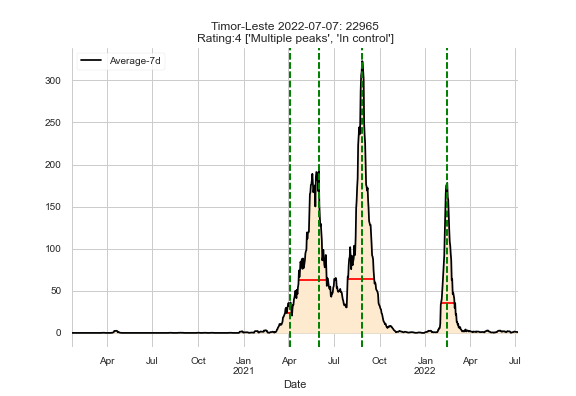 Timor-Leste 2022-07-07: 22965
Rating:4 ['Multiple peaks', 'In control']
Average-7d
300
250
200
150
100
50
0
Apr Jul Oct Jan Apr Jul Oct Jan Apr Jul
2021 2022
Date